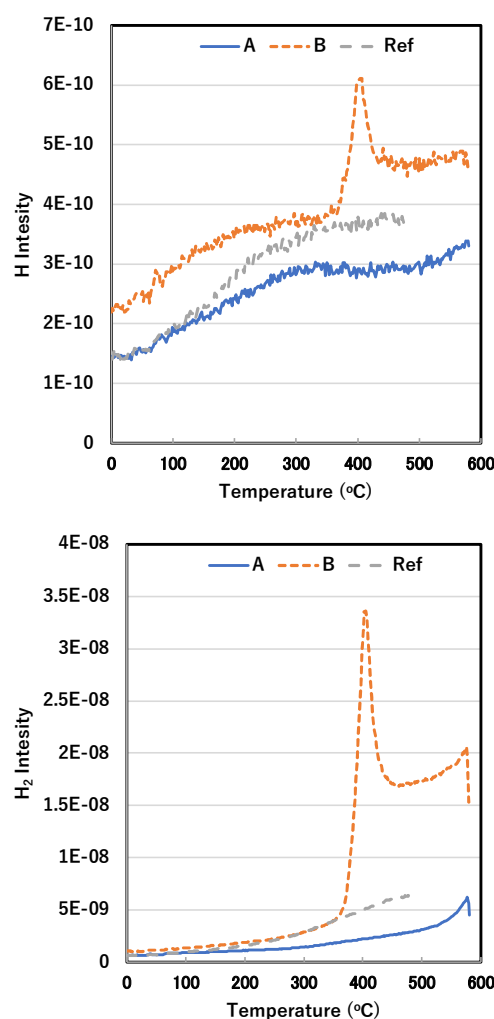 7E-10
A B Ref
6E-10
5E-10
4E-10
3E-10
2E-10
1E-10
0
H Intesity
0 100 200 300 400 500 600
Temperature (°C)
4E-08
A B Ref
3.5E-08
3E-08
2.5E-08
2E-08
1.5E-08
1E-08
5E-09
0
H₂ Intesity
0 100 200 300 400 500 600
Temperature (°C)